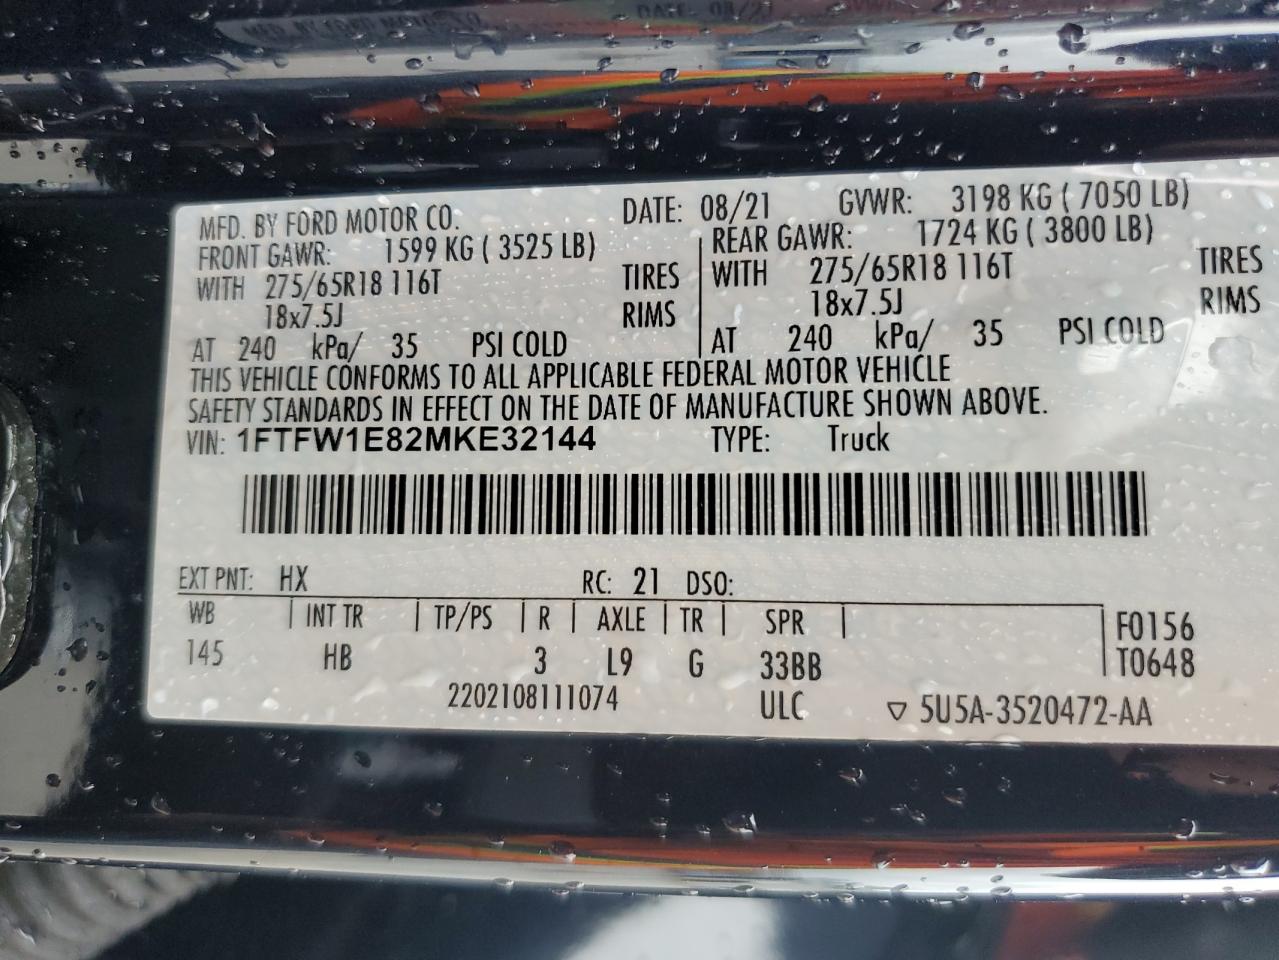 MFD. BY FORD MOTOR CO. DATE: 08/21 GVWR: 3198 KG ( 7050 LB)
FRONT GAWR: 1599 KG ( 3525 LB) REAR GAWR: 1724 KG ( 3800 LB)
WITH 275/65R18 116T TIRES WITH 275/65R18 116T TIRES
18x7.5J RIMS 18x7.5J RIMS
AT 240 kPa/ 35 PSI COLD AT 240 kPa/ 35 PSI COLD
THIS VEHICLE CONFORMS TO ALL APPLICABLE FEDERAL MOTOR VEHICLE
SAFETY STANDARDS IN EFFECT ON THE DATE OF MANUFACTURE SHOWN ABOVE.
VIN: 1FTFW1E82MKE32144 TYPE: Truck
EXT PNT: HX RC: 21 DSO:
WB INT TR TP/PS R AXLE TR SPR F0156
145 HB 3 L9 G 33BB T0648
2202108111074 ULC ▽ 5U5A-3520472-AA